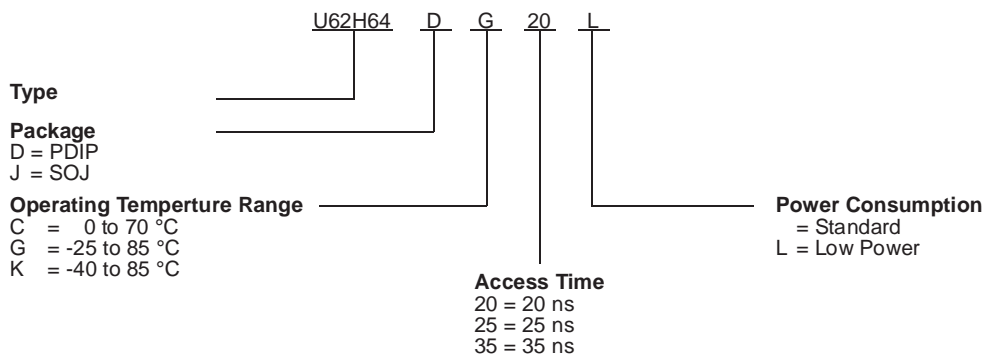 U62H64 D G 20 L
Type
Package
D = PDIP
J = SOJ
Operating Temperture Range
C = 0 to 70 °C
G = -25 to 85 °C
K = -40 to 85 °C
Access Time
20 = 20 ns
25 = 25 ns
35 = 35 ns
Power Consumption
= Standard
L = Low Power